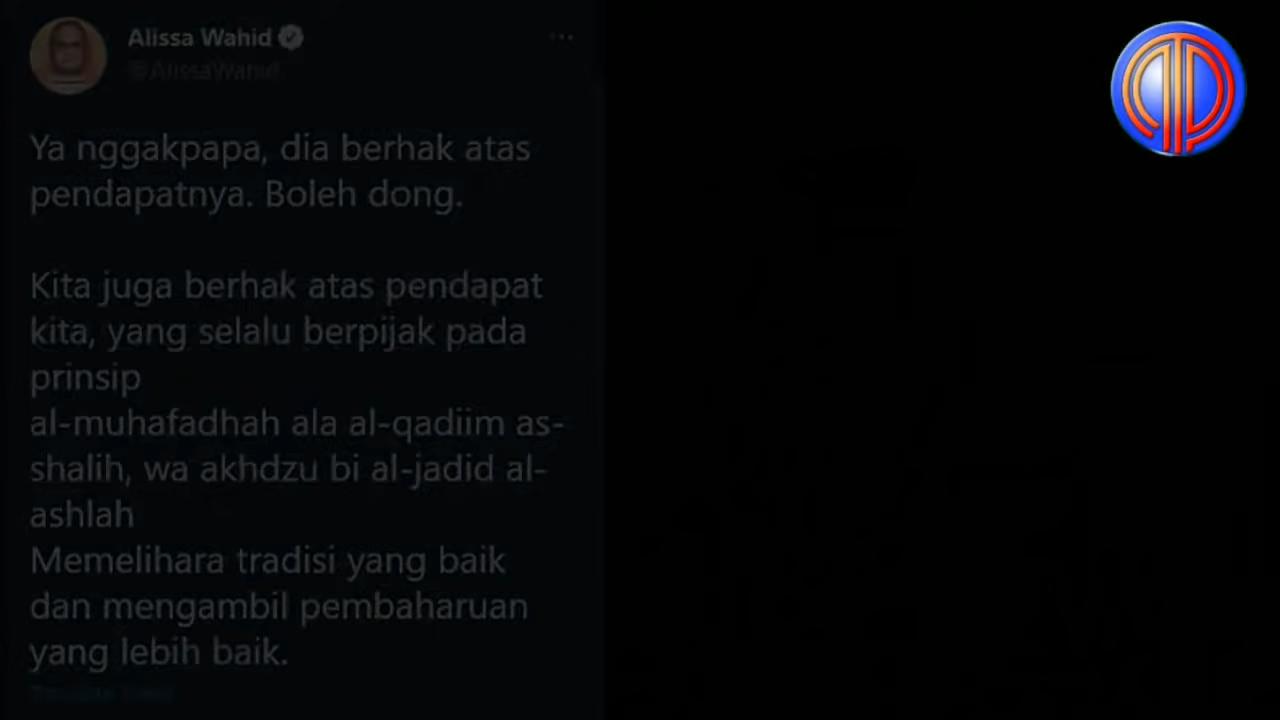 Alissa Wahid
@AlissaWahid
Ya nggakpapa, dia berhak atas
pendapatnya. Boleh dong.
Kita juga berhak atas pendapat
kita, yang selalu berpijak pada
prinsip
al-muhafadhah ala al-qadiim as-
shalih, wa akhdzu bi al-jadid al-
ashlah
Memelihara tradisi yang baik
dan mengambil pembaharuan
yang lebih baik.